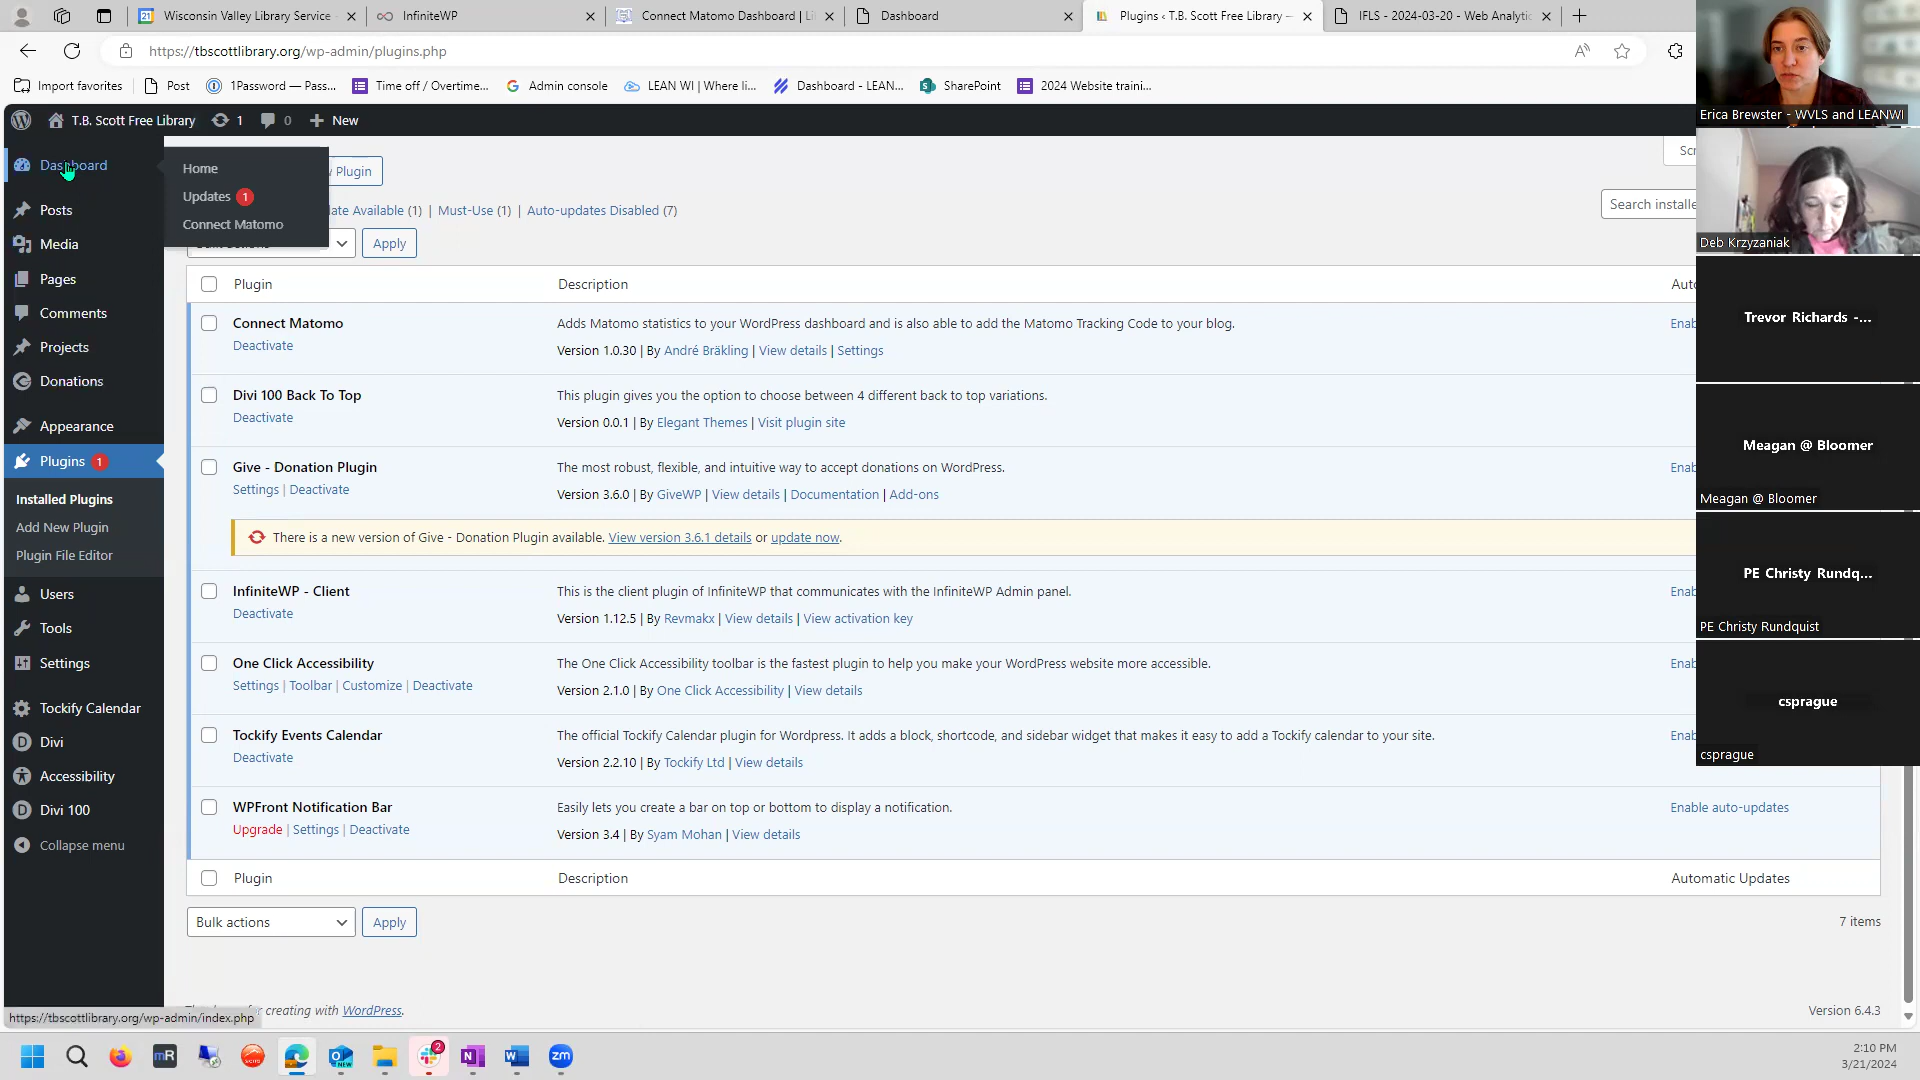 Wisconsin Valley Library Service
InfiniteWP
Connect Matomo Dashboard | Li
Dashboard
Plugins ‹ T.B. Scott Free Library —
IFLS - 2024-03-20 - Web Analytic
https://tbscottlibrary.org/wp-admin/plugins.php
Import favorites
Post
1Password — Pass...
Time off / Overtime...
Admin console
LEAN WI | Where li...
Dashboard - LEAN...
SharePoint
2024 Website traini...
T.B. Scott Free Library
1
0
New
Dashboard
Posts
Media
Pages
Comments
Projects
Donations
Appearance
Plugins 1
Installed Plugins
Add New Plugin
Plugin File Editor
Users
Tools
Settings
Tockify Calendar
Divi
Accessibility
Divi 100
Collapse menu
Home
Updates 1
Connect Matomo
Plugin
Scr
Available (1) | Must-Use (1) | Auto-updates Disabled (7)
Search installe
Apply
Plugin
Description
Auto
Connect Matomo
Deactivate
Adds Matomo statistics to your WordPress dashboard and is also able to add the Matomo Tracking Code to your blog.
Version 1.0.30 | By André Bräkling | View details | Settings
Enab
Divi 100 Back To Top
Deactivate
This plugin gives you the option to choose between 4 different back to top variations.
Version 0.0.1 | By Elegant Themes | Visit plugin site
Give - Donation Plugin
Settings | Deactivate
The most robust, flexible, and intuitive way to accept donations on WordPress.
Version 3.6.0 | By GiveWP | View details | Documentation | Add-ons
Enab
There is a new version of Give - Donation Plugin available. View version 3.6.1 details or update now.
InfiniteWP - Client
Deactivate
This is the client plugin of InfiniteWP that communicates with the InfiniteWP Admin panel.
Version 1.12.5 | By Revmakx | View details | View activation key
Enab
One Click Accessibility
Settings | Toolbar | Customize | Deactivate
The One Click Accessibility toolbar is the fastest plugin to help you make your WordPress website more accessible.
Version 2.1.0 | By One Click Accessibility | View details
Enab
Tockify Events Calendar
Deactivate
The official Tockify Calendar plugin for Wordpress. It adds a block, shortcode, and sidebar widget that makes it easy to add a Tockify calendar to your site.
Version 2.2.10 | By Tockify Ltd | View details
Enab
WPFront Notification Bar
Upgrade | Settings | Deactivate
Easily lets you create a bar on top or bottom to display a notification.
Version 3.4 | By Syam Mohan | View details
Enable auto-updates
Plugin
Description
Automatic Updates
Bulk actions
Apply
7 items
creating with WordPress.
Version 6.4.3
https://tbscottlibrary.org/wp-admin/index.php
Erica Brewster - WVLS and LEANWI
Deb Krzyzaniak
Trevor Richards -...
Meagan @ Bloomer
Meagan @ Bloomer
PE Christy Rundq...
PE Christy Rundquist
csprague
csprague
2
2:10 PM
3/21/2024